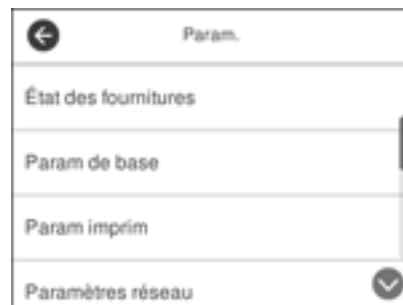 Param.
État des fournitures
Param de base
Param imprim
Paramètres réseau